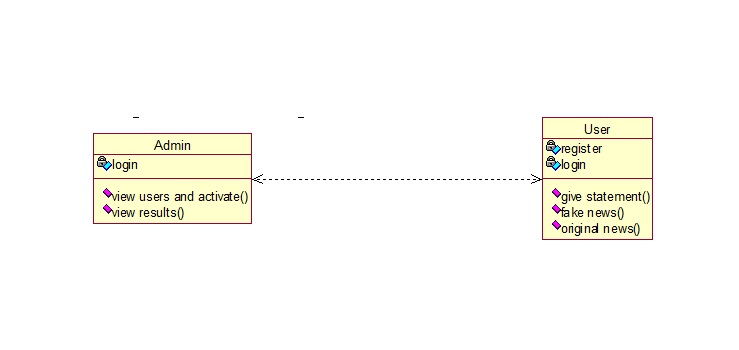 Admin
login
view users and activate()
view results()
User
register
login
give statement()
fake news()
original news()